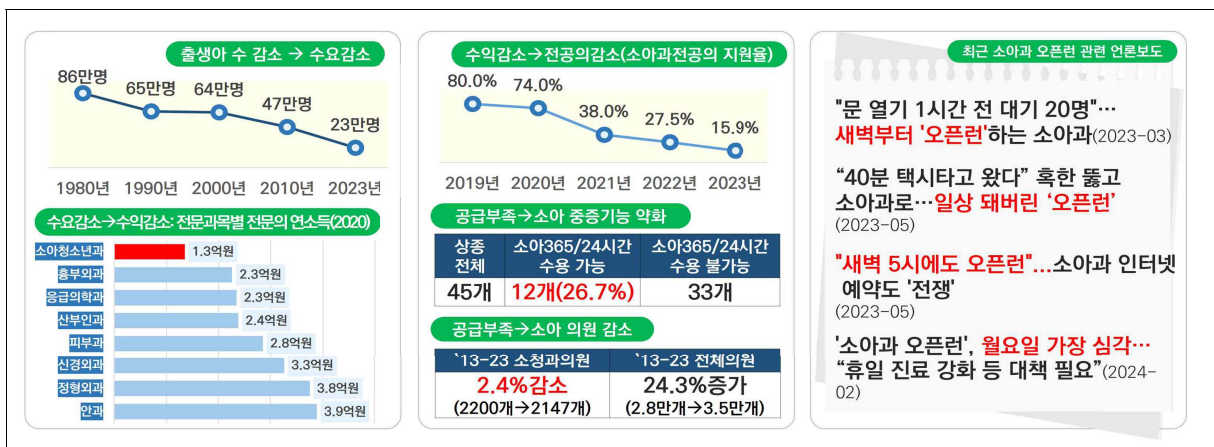 출생아 수 감소 → 수요감소
86만명
65만명
64만명
47만명
23만명
1980년 1990년 2000년 2010년 2023년
수요감소→수익감소: 전문과목별 전문의 연소득(2020)
소아청소년과 1.3억원
흉부외과 2.3억원
응급의학과 2.3억원
산부인과 2.4억원
피부과 2.8억원
신경외과 3.3억원
정형외과 3.8억원
안과 3.9억원
수익감소→전공의감소(소아과전공의 지원율)
80.0%
74.0%
38.0%
27.5%
15.9%
2019년 2020년 2021년 2022년 2023년
공급부족→소아 중증기능 약화
상종 전체
소아365/24시간 수용 가능
소아365/24시간 수용 불가능
45개 12개(26.7%) 33개
공급부족→소아 의원 감소
`13-23 소청과의원 `13-23 전체의원
2.4%감소 24.3%증가
(2200개→2147개) (2.8만개→3.5만개)
최근 소아과 오픈런 관련 언론보도
"문 열기 1시간 전 대기 20명"…
새벽부터 '오픈런'하는 소아과(2023-03)
“40분 택시타고 왔다” 혹한 뚫고
소아과로…일상 돼버린 ‘오픈런’
(2023-05)
"새벽 5시에도 오픈런"...소아과 인터넷
예약도 '전쟁'
(2023-05)
'소아과 오픈런', 월요일 가장 심각…
“휴일 진료 강화 등 대책 필요”(2024-
02)